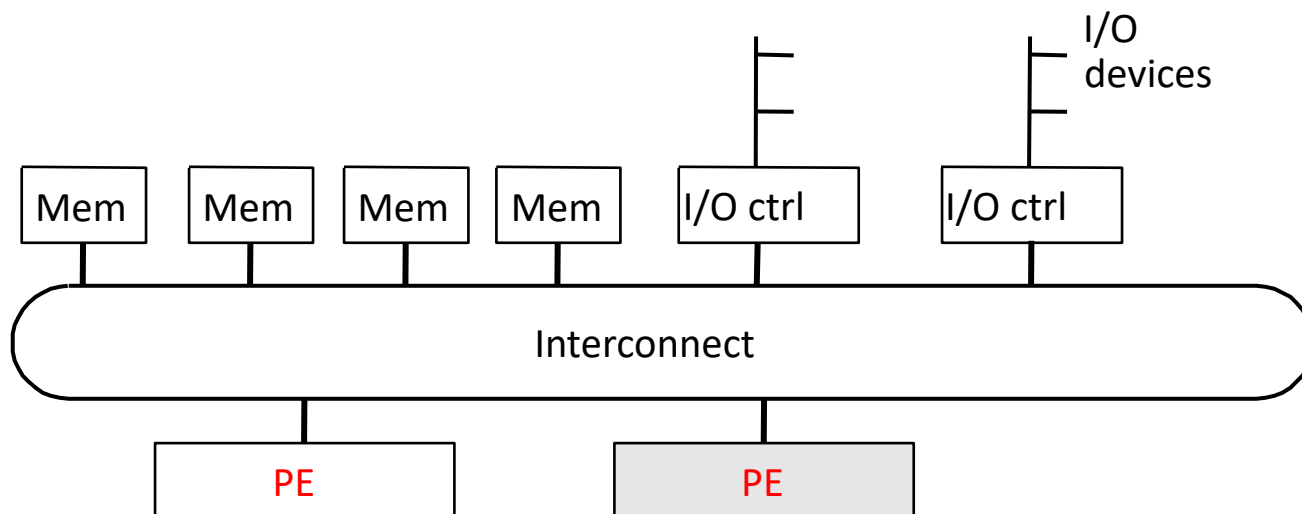 I/O
devices
Mem
Mem
Mem
Mem
I/O ctrl
I/O ctrl
Interconnect
PE
PE